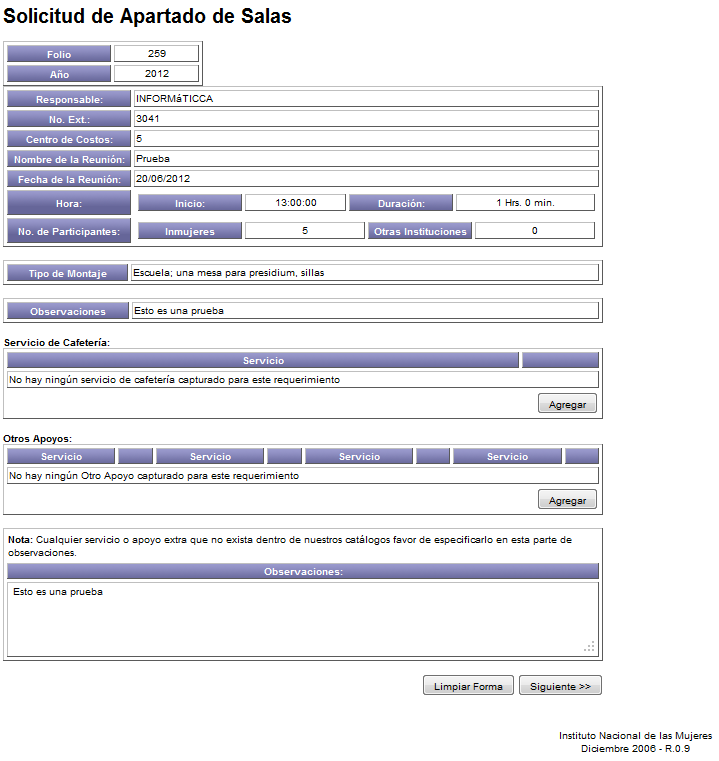 Solicitud de Apartado de Salas
Folio 259
Año 2012
Responsable: INFORMáTICCA
No. Ext.: 3041
Centro de Costos: 5
Nombre de la Reunión: Prueba
Fecha de la Reunión: 20/06/2012
Hora: Inicio: 13:00:00 Duración: 1 Hrs. 0 min.
No. de Participantes: Inmujeres 5 Otras Instituciones 0
Tipo de Montaje Escuela; una mesa para presidium, sillas
Observaciones Esto es una prueba
Servicio de Cafetería:
Servicio
No hay ningún servicio de cafetería capturado para este requerimiento
Agregar
Otros Apoyos:
Servicio Servicio Servicio Servicio
No hay ningún Otro Apoyo capturado para este requerimiento
Agregar
Nota: Cualquier servicio o apoyo extra que no exista dentro de nuestros catálogos favor de especificarlo en esta parte de
observaciones.
Observaciones:
Esto es una prueba
Limpiar Forma Siguiente >>
Instituto Nacional de las Mujeres
Diciembre 2006 - R.0.9